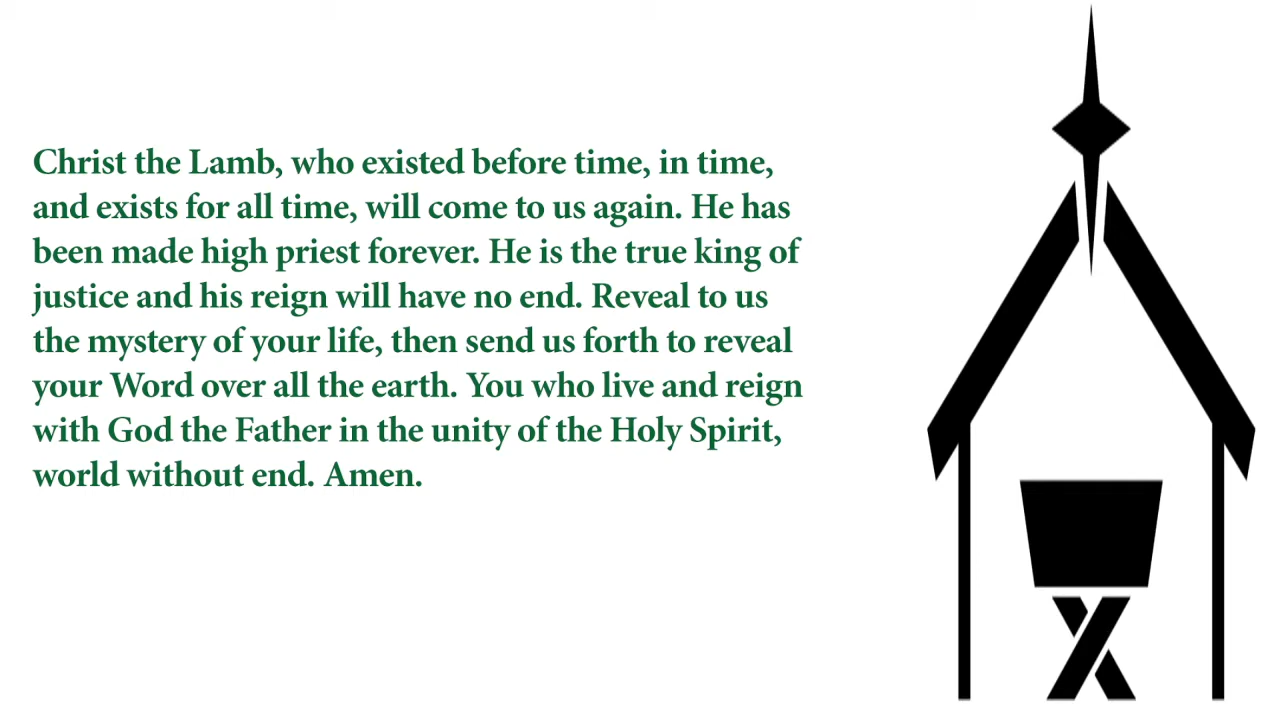 Christ the Lamb, who existed before time, in time,
and exists for all time, will come to us again. He has
been made high priest forever. He is the true king of
justice and his reign will have no end. Reveal to us
the mystery of your life, then send us forth to reveal
your Word over all the earth. You who live and reign
with God the Father in the unity of the Holy Spirit,
world without end. Amen.